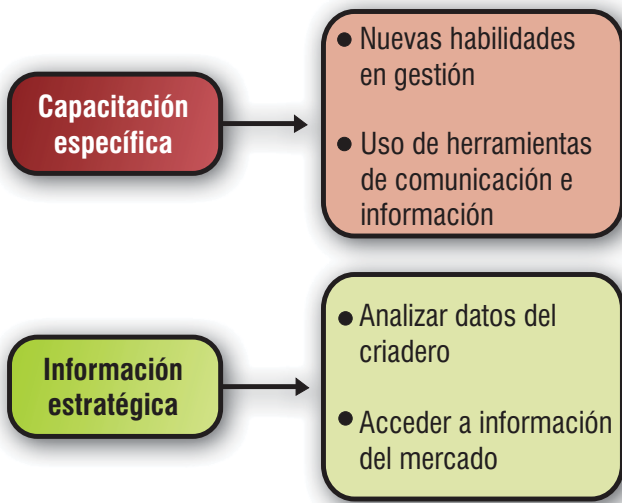 Capacitación
específica
● Nuevas habilidades
en gestión
● Uso de herramientas
de comunicación e
información
Información
estratégica
● Analizar datos del
criadero
● Acceder a información
del mercado